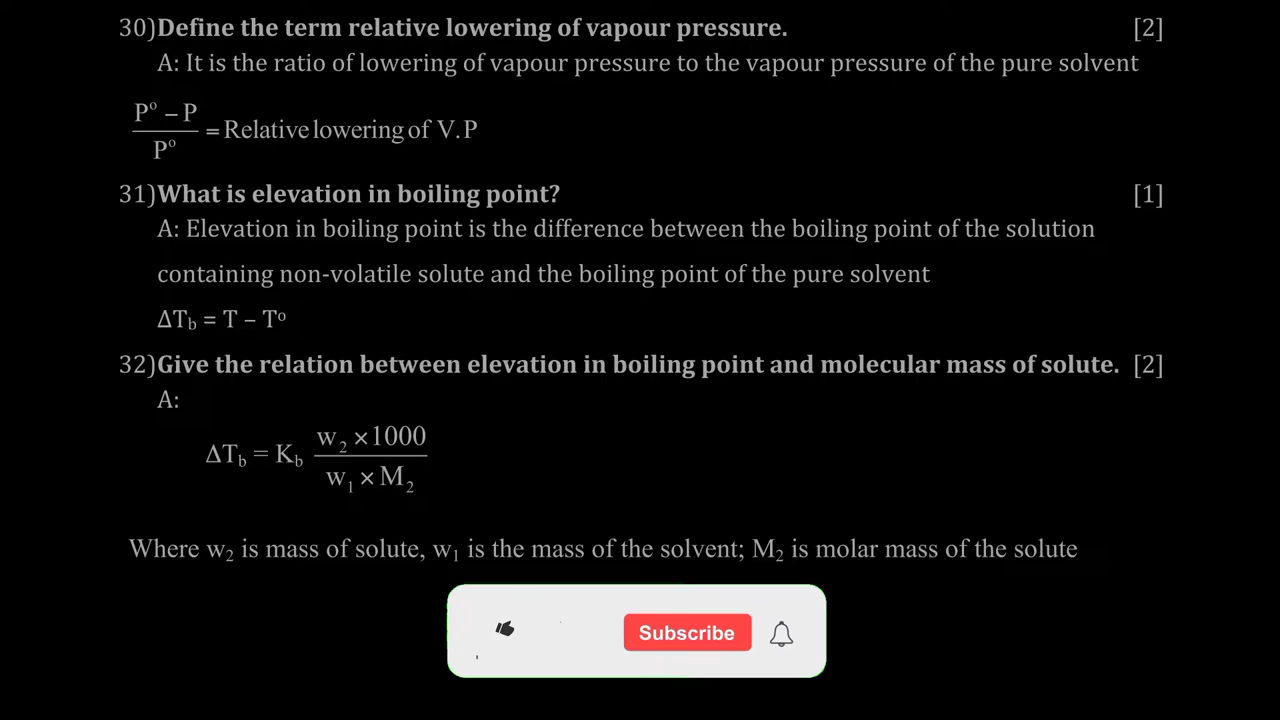 30)Define the term relative lowering of vapour pressure. [2]
A: It is the ratio of lowering of vapour pressure to the vapour pressure of the pure solvent
Pº – P
Pº
= Relative lowering of V.P
31)What is elevation in boiling point? [1]
A: Elevation in boiling point is the difference between the boiling point of the solution
containing non-volatile solute and the boiling point of the pure solvent
ΔTb = T – Tº
32)Give the relation between elevation in boiling point and molecular mass of solute. [2]
A:
ΔTb = Kb
w2 ×1000
w1 × M2
Where w2 is mass of solute, w1 is the mass of the solvent; M2 is molar mass of the solute
Subscribe